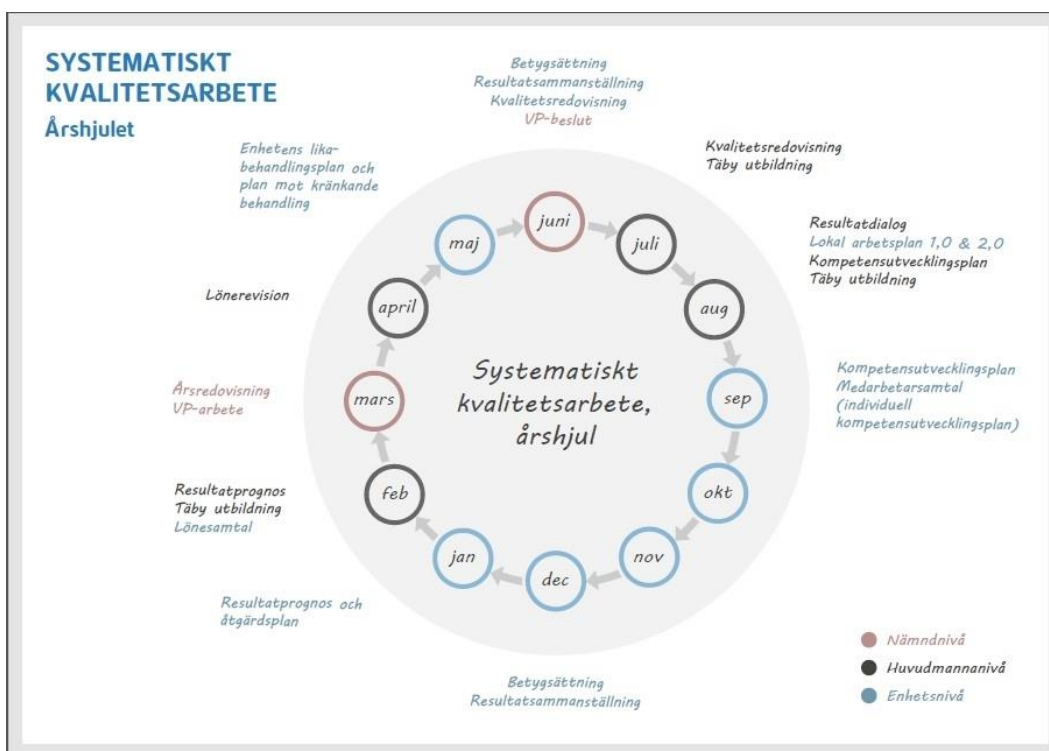 SYSTEMATISKT
KVALITETSARBETE
Årshjulet
Betygsättning
Resultatsammanställning
Kvalitetsredovisning
VP-beslut
Kvalitetsredovisning
Täby utbildning
Resultatdialog
Lokal arbetsplan 1,0 & 2,0
Kompetensutvecklingsplan
Täby utbildning
Kompetensutvecklingsplan
Medarbetarsamtal
(individuell
kompetensutvecklingsplan)
Betygsättning
Resultatsammanställning
Resultatprognos och
åtgärdsplan
Resultatprognos
Täby utbildning
Lönesamtal
Årsredovisning
VP-arbete
Lönerevision
Enhetens lika-
behandlingsplan och
plan mot kränkande
behandling
juni
juli
aug
sep
okt
nov
dec
jan
feb
mars
april
maj
Systematiskt
kvalitetsarbete,
årshjul
Nämndnivå
Huvudmannanivå
Enhetsnivå